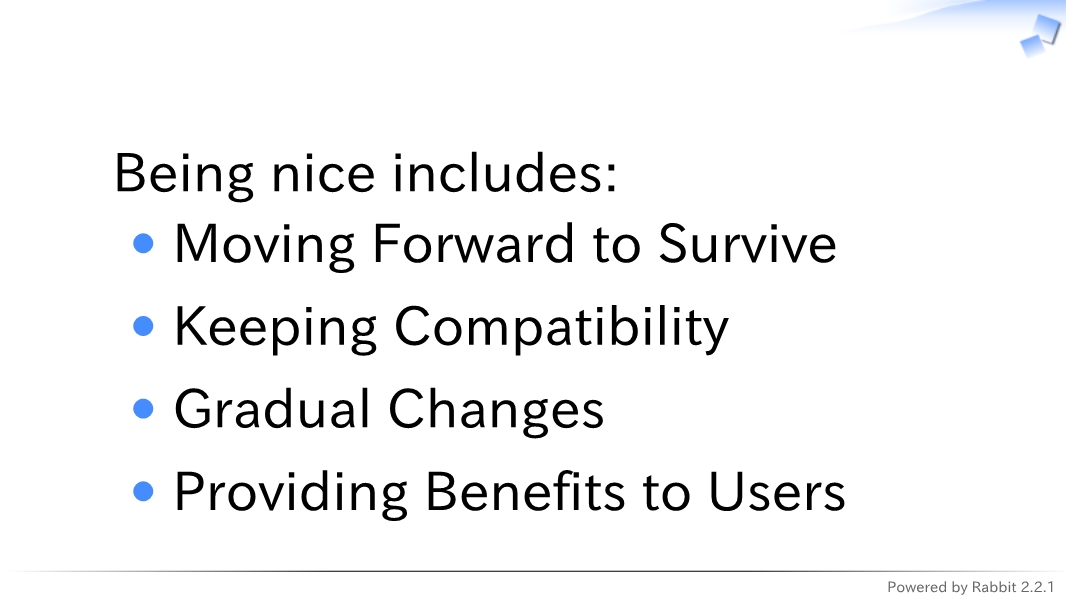 Being nice includes:
Moving Forward to Survive
Keeping Compatibility
Gradual Changes
Providing Benefits to Users
Powered by Rabbit 2.2.1